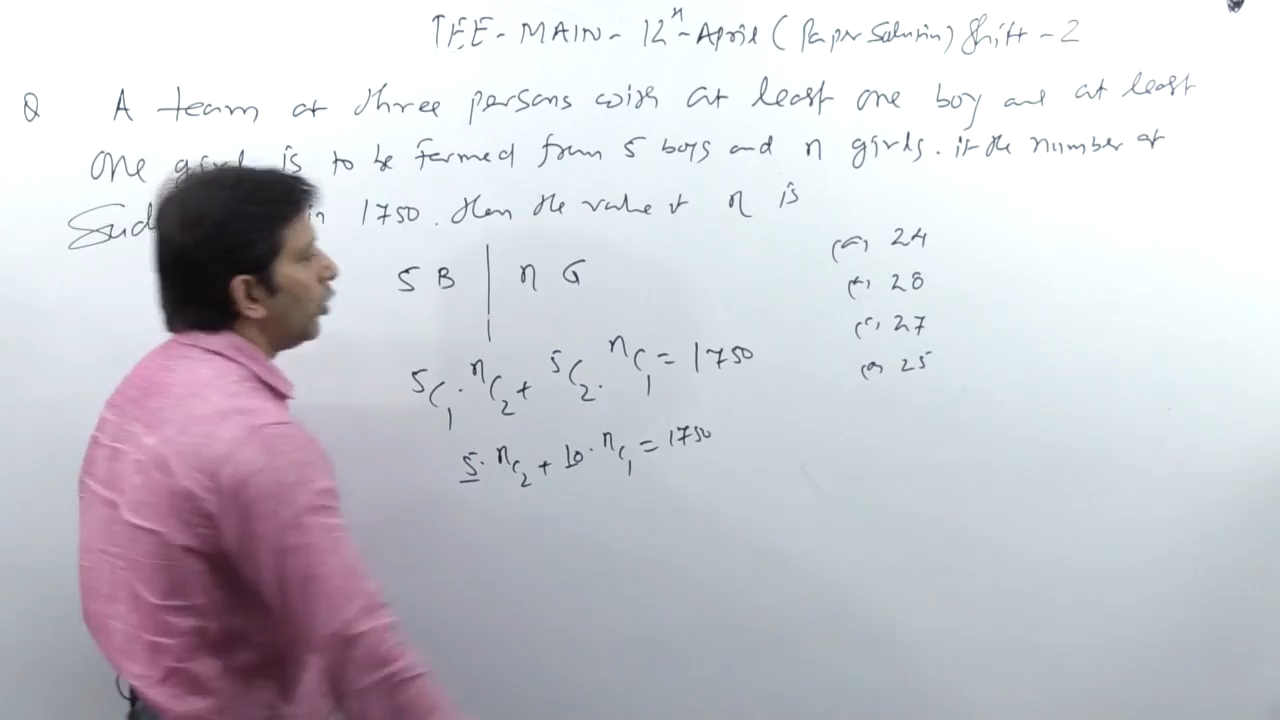 JEE-MAIN-12th-April (Paper Solution) Shift-2
Q A team of three persons with at least one boy and at least
one girl is to be formed from 5 boys and n girls. if the number of
Such 1750. then the value of n is
5 B | n G
(a) 24
(b) 28
(c) 27
(d) 25
⁵C₁ · ⁿC₂ + ⁵C₂ · ⁿC₁ = 1750
5 · ⁿC₂ + 10 · ⁿC₁ = 1750